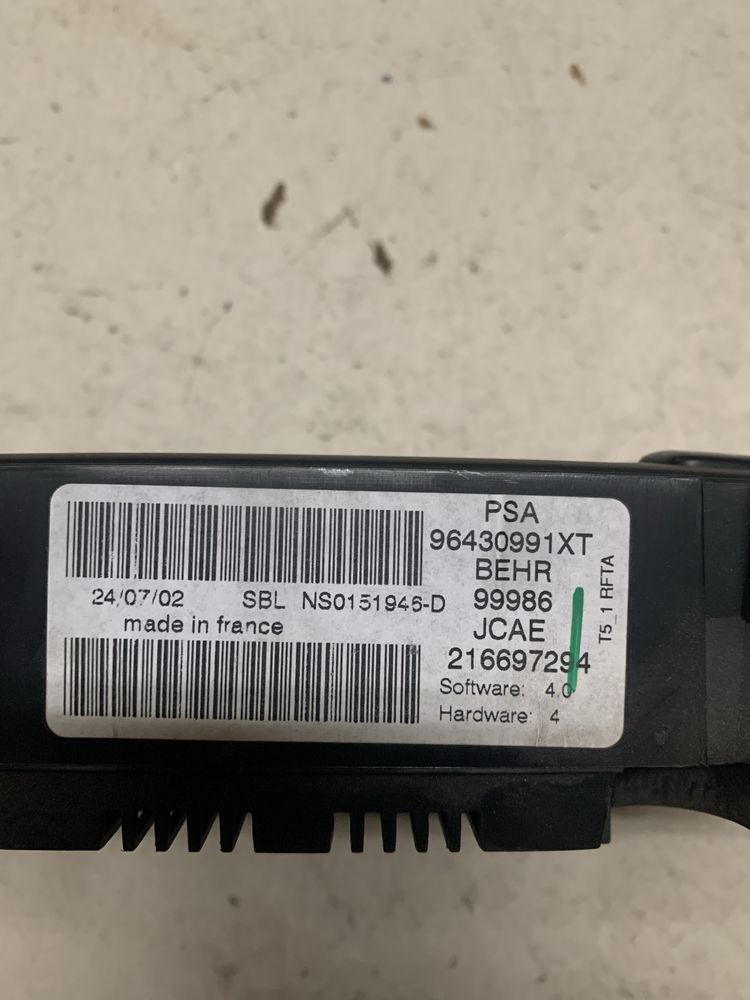 PSA
96430991XT
BEHR
24/07/02 SBL NS0151946-D 99986
made in france JCAE
216697294
Software: 4.0
Hardware: 4
T5_1 RFTA